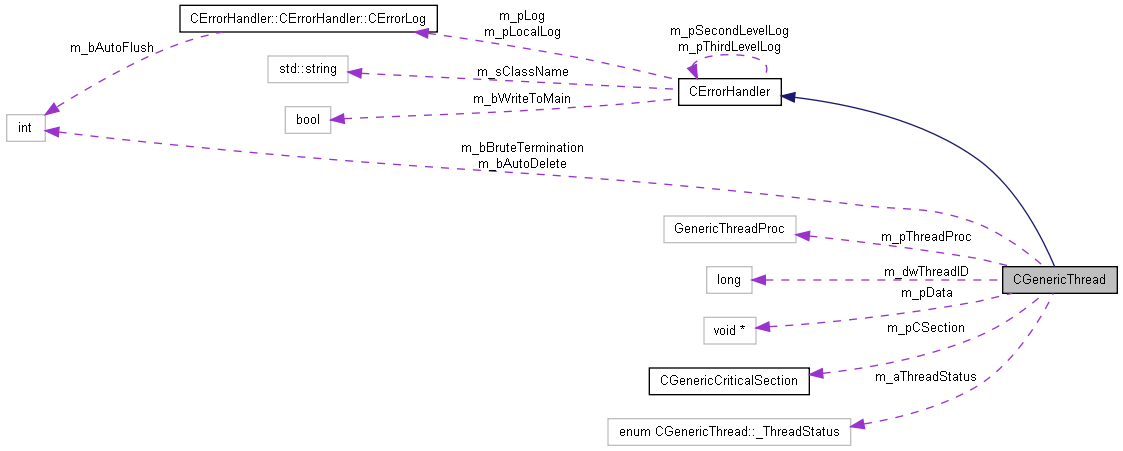 CErrorHandler::CErrorHandler::CErrorLog
m_pLog
m_pLocalLog
m_pSecondLevelLog
m_pThirdLevelLog
m_bAutoFlush
std::string
m_sClassName
CErrorHandler
m_bWriteToMain
bool
int
m_bBruteTermination
m_bAutoDelete
GenericThreadProc
m_pThreadProc
long
m_dwThreadID
CGenericThread
m_pData
void *
m_pCSection
CGenericCriticalSection
m_aThreadStatus
enum CGenericThread::_ThreadStatus